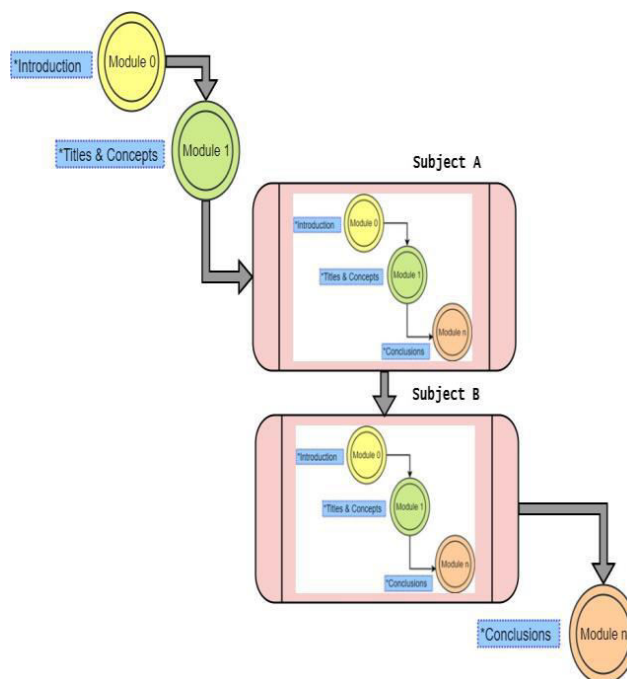 Module 0
*Introduction
Module 1
*Titles & Concepts
Subject A
Module 0
*Introduction
Module 1
*Titles & Concepts
Module n
*Conclusions
Subject B
Module 0
*Introduction
Module 1
*Titles & Concepts
Module n
*Conclusions
*Conclusions
Module n